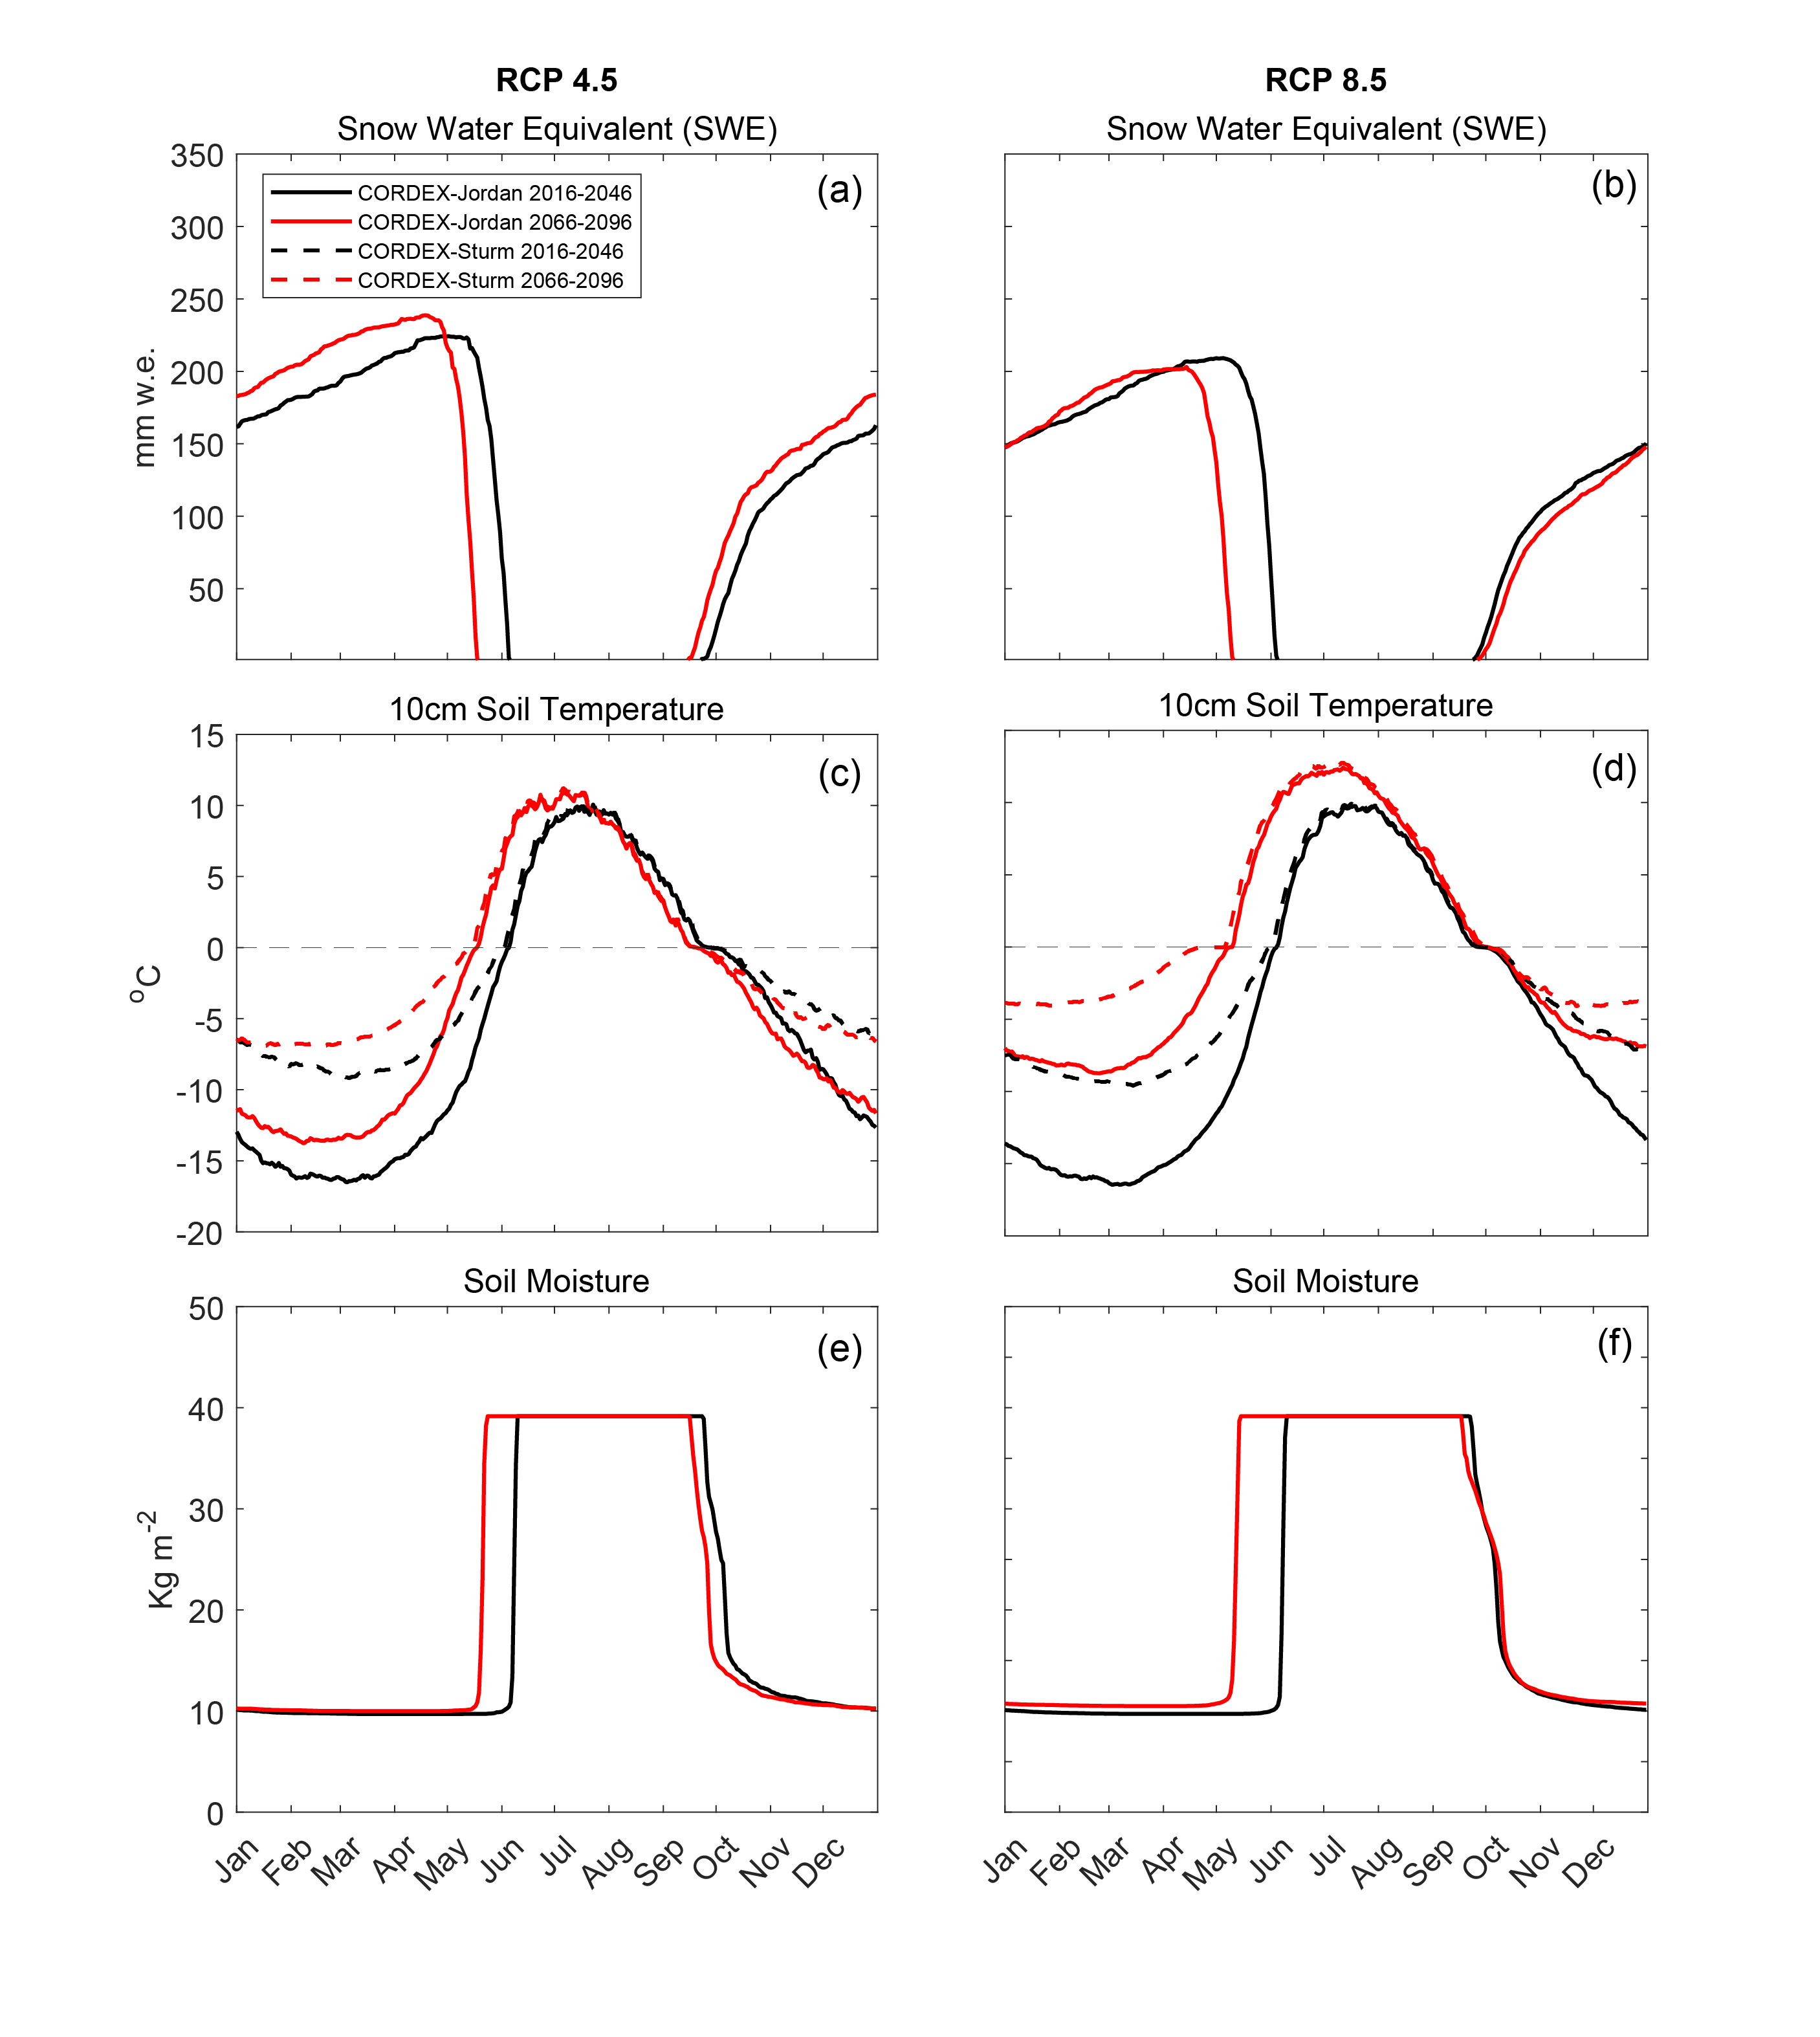 RCP 4.5
RCP 8.5
Snow Water Equivalent (SWE)
Snow Water Equivalent (SWE)
350
300
250
200
150
100
50
mm w.e.
CORDEX-Jordan 2016-2046
CORDEX-Jordan 2066-2096
CORDEX-Sturm 2016-2046
CORDEX-Sturm 2066-2096
(a)
(b)
10cm Soil Temperature
10cm Soil Temperature
15
10
5
0
-5
-10
-15
-20
oC
(c)
(d)
Soil Moisture
Soil Moisture
50
40
30
20
10
0
Kg m-2
(e)
(f)
Jan Feb Mar Apr May Jun Jul Aug Sep Oct Nov Dec
Jan Feb Mar Apr May Jun Jul Aug Sep Oct Nov Dec